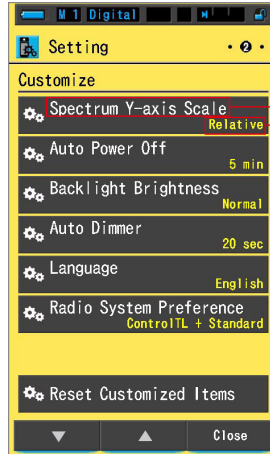 M 1 Digital
Setting
❷
Customize
Spectrum Y-axis Scale
Relative
Auto Power Off
5 min
Backlight Brightness
Normal
Auto Dimmer
20 sec
Language
English
Radio System Preference
ControlTL + Standard
Reset Customized Items
Close